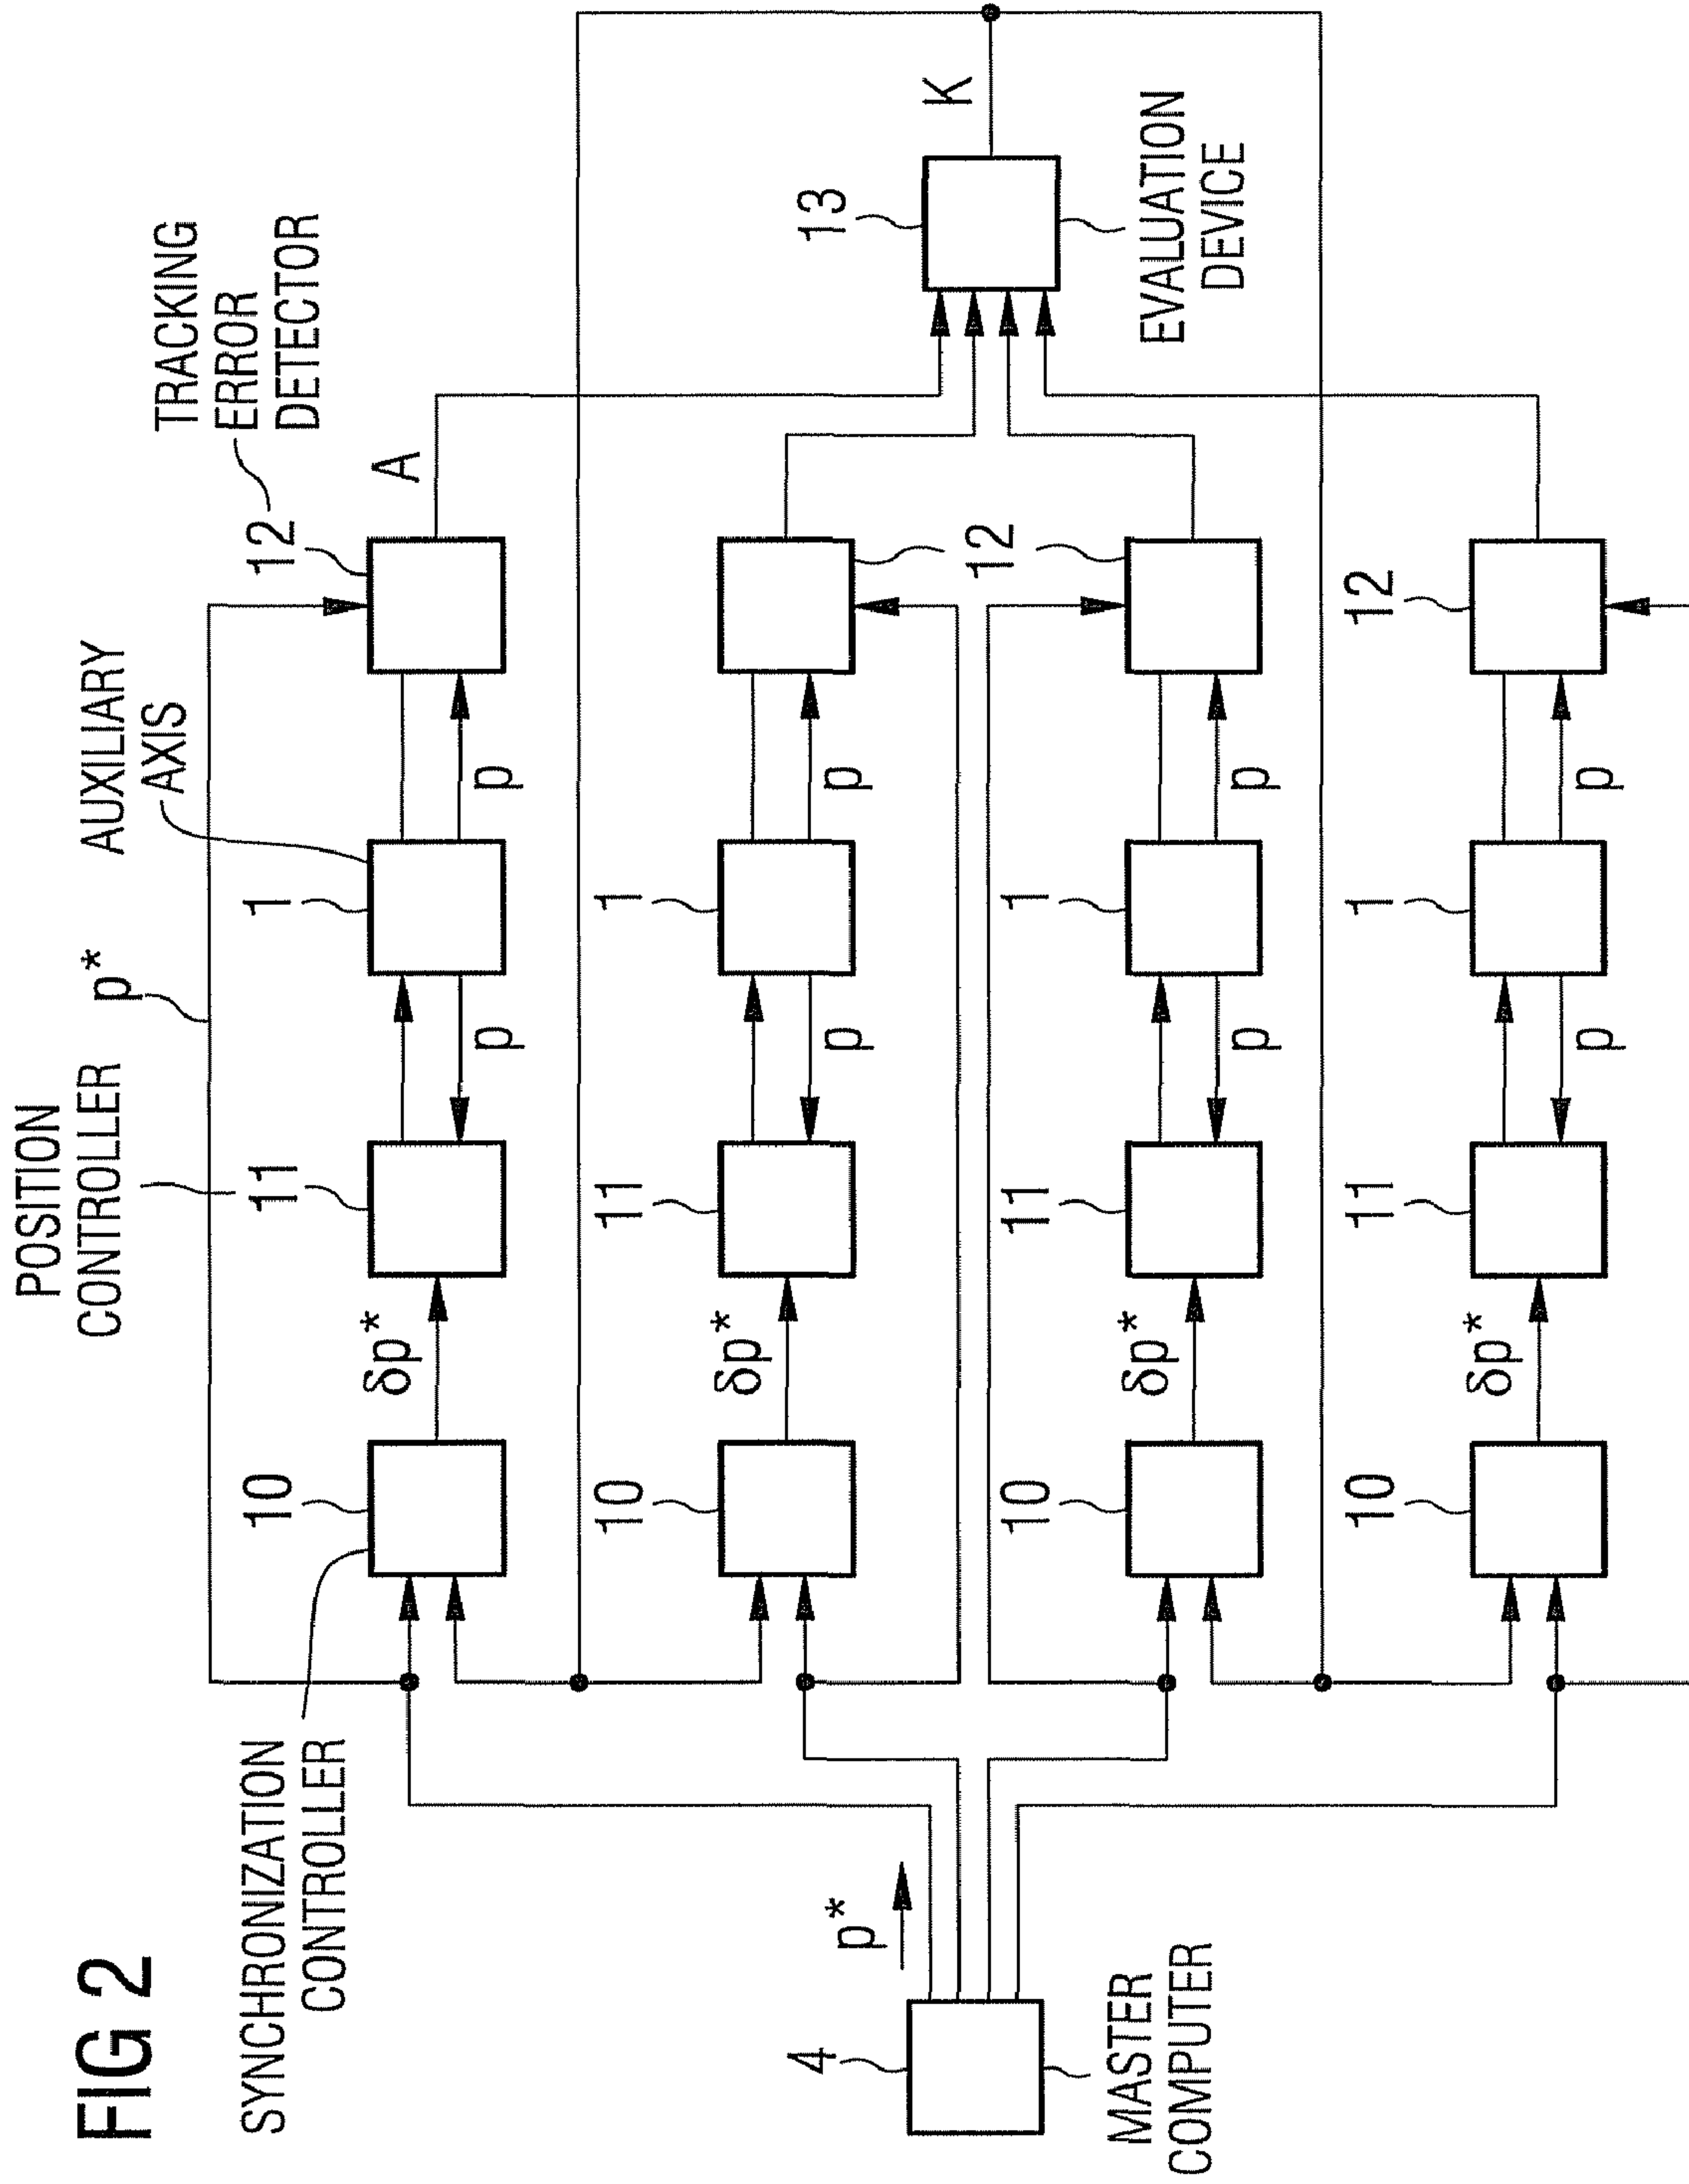 FIG 2
POSITION
CONTROLLER
p*
AUXILIARY
AXIS
TRACKING
ERROR
DETECTOR
SYNCHRONIZATION
CONTROLLER
10
δp*
11
p
1
p
12
A
10
δp*
11
p
1
p
12
13
K
EVALUATION
DEVICE
4
p*
MASTER
COMPUTER
10
δp*
11
p
1
p
10
δp*
11
p
1
p
12